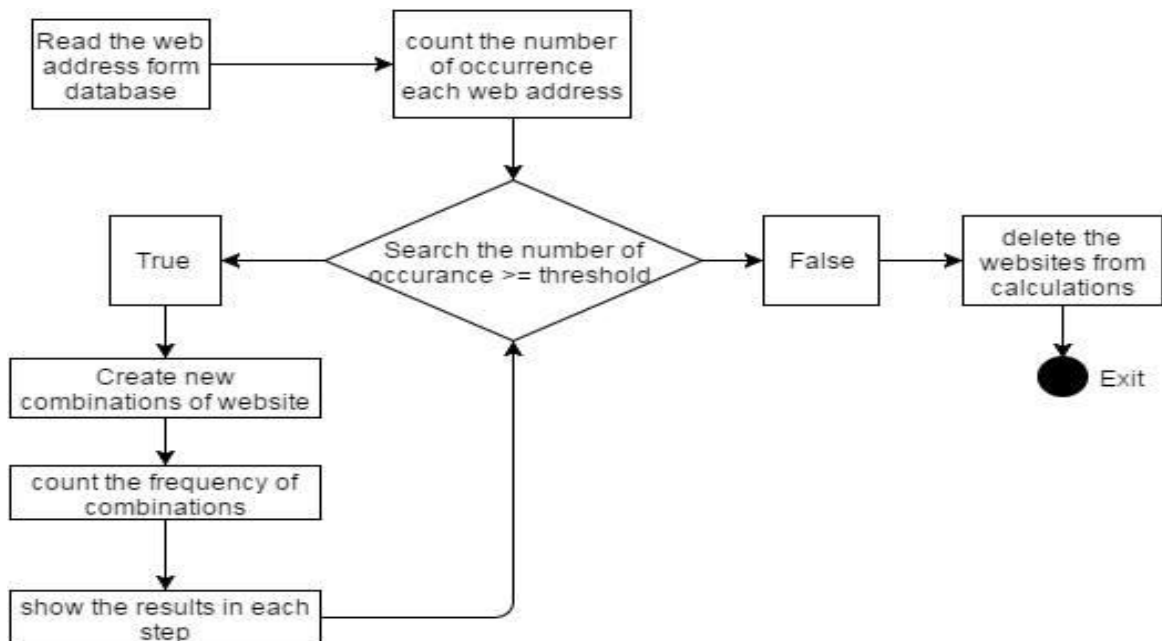 Read the web
address form
database
count the number
of occurrence
each web address
Search the number of
occurance >= threshold
True
False
delete the
websites from
calculations
Exit
Create new
combinations of website
count the frequency of
combinations
show the results in each
step